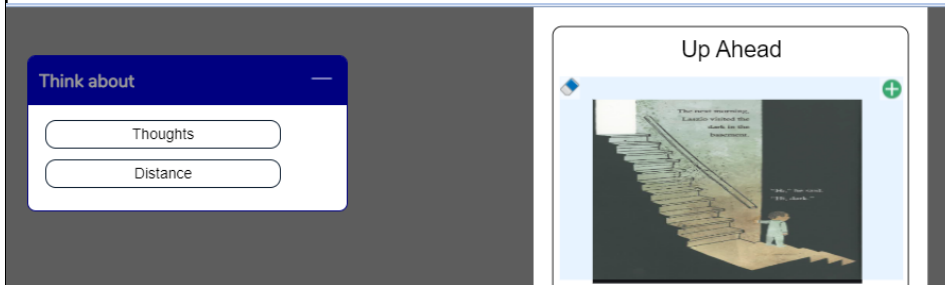 Think about
Thoughts
Distance
Up Ahead
The next morning,
Laszlo visited the
dark in the
basement.
"Hi," he said.
"Hi, dark."